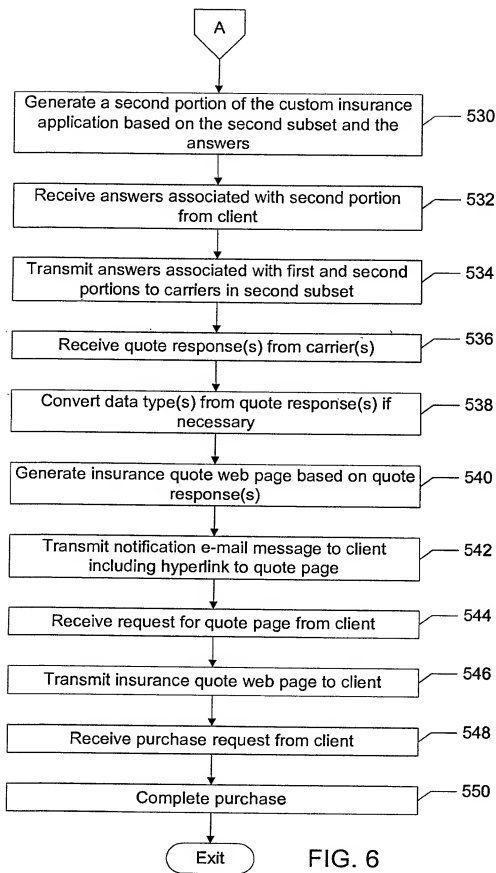 A
Generate a second portion of the custom insurance
application based on the second subset and the
answers
530
Receive answers associated with second portion
from client
532
Transmit answers associated with first and second
portions to carriers in second subset
534
Receive quote response(s) from carrier(s)
536
Convert data type(s) from quote response(s) if
necessary
538
Generate insurance quote web page based on quote
response(s)
540
Transmit notification e-mail message to client
including hyperlink to quote page
542
Receive request for quote page from client
544
Transmit insurance quote web page to client
546
Receive purchase request from client
548
Complete purchase
550
Exit
FIG. 6